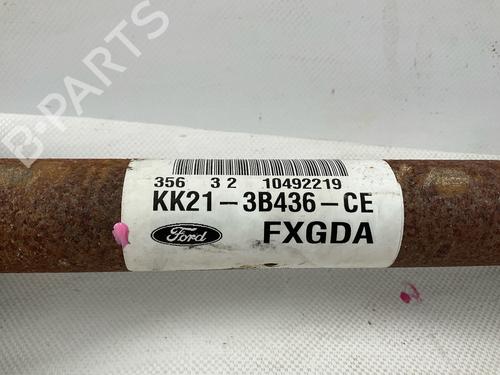 B-PARTS
356 3 2 10492219
KK21-3B436-CE
Ford FXGDA